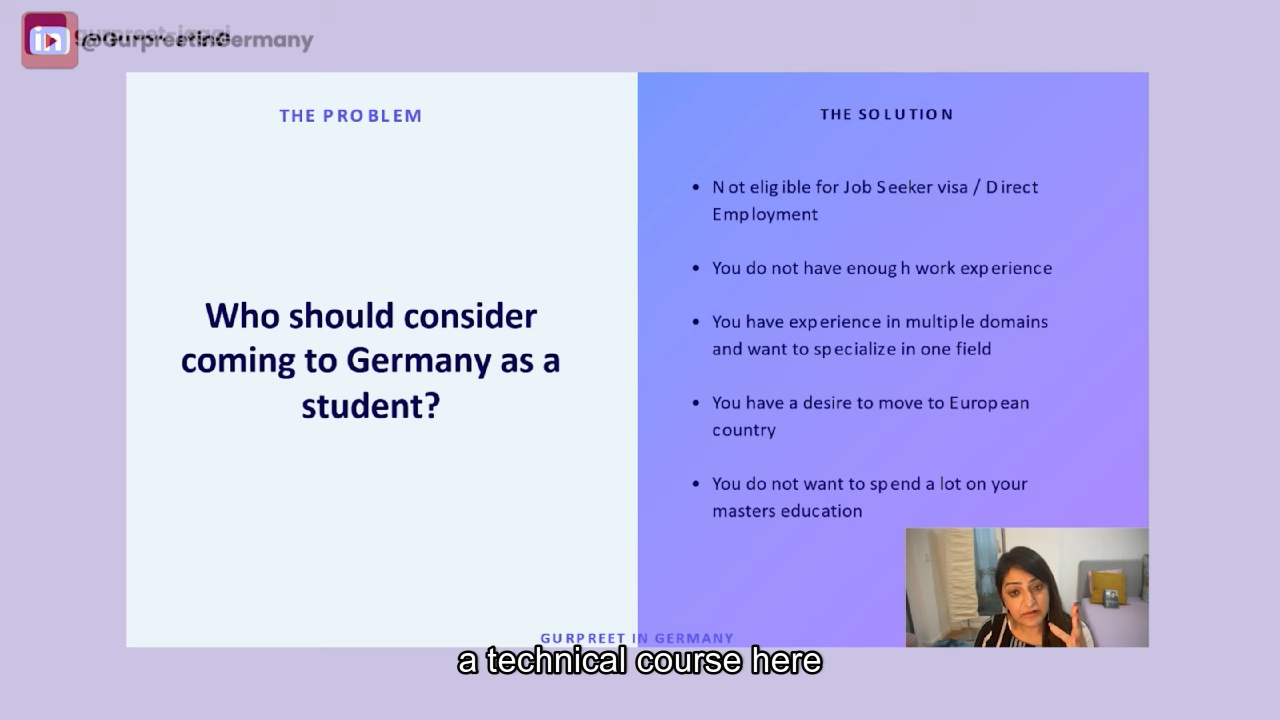 @GurpreetinGermany
THE PROBLEM
Who should consider
coming to Germany as a
student?
THE SOLUTION
• Not eligible for Job Seeker visa / Direct
Employment
• You do not have enough work experience
• You have experience in multiple domains
and want to specialize in one field
• You have a desire to move to European
country
• You do not want to spend a lot on your
masters education
GURPREET IN GERMANY
a technical course here